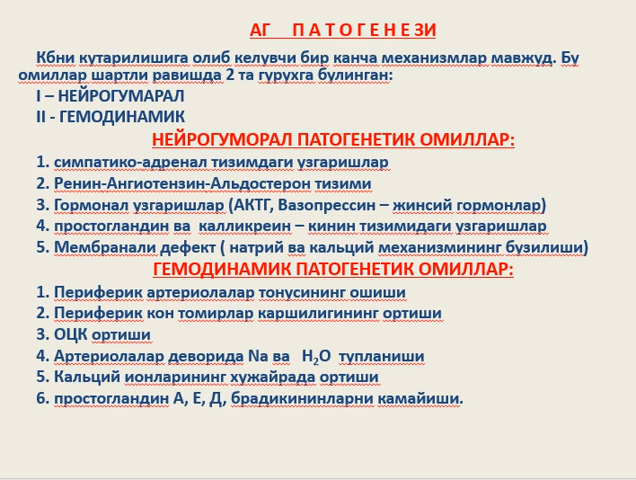 АГ П А Т О Г Е Н Е ЗИ
Кбни кутарилишига олиб келувчи бир канча механизмлар мавжуд. Бу
омиллар шартли равишда 2 та гурухга булинган:
I – НЕЙРОГУМАРАЛ
II - ГЕМОДИНАМИК
НЕЙРОГУМОРАЛ ПАТОГЕНЕТИК ОМИЛЛАР:
1. симпатико-адренал тизимдаги узгаришлар
2. Ренин-Ангиотензин-Альдостерон тизими
3. Гормонал узгаришлар (АКТГ, Вазопрессин – жинсий гормонлар)
4. простогландин ва калликреин – кинин тизимидаги узгаришлар
5. Мембранали дефект ( натрий ва кальций механизмининг бузилиши)
ГЕМОДИНАМИК ПАТОГЕНЕТИК ОМИЛЛАР:
1. Периферик артериолалар тонусининг ошиши
2. Периферик кон томирлар каршилигининг ортиши
3. ОЦК ортиши
4. Артериолалар деворида Na ва H₂O тупланиши
5. Кальций ионларининг хужайрада ортиши
6. простогландин А, Е, Д, брадикининларни камайиши.